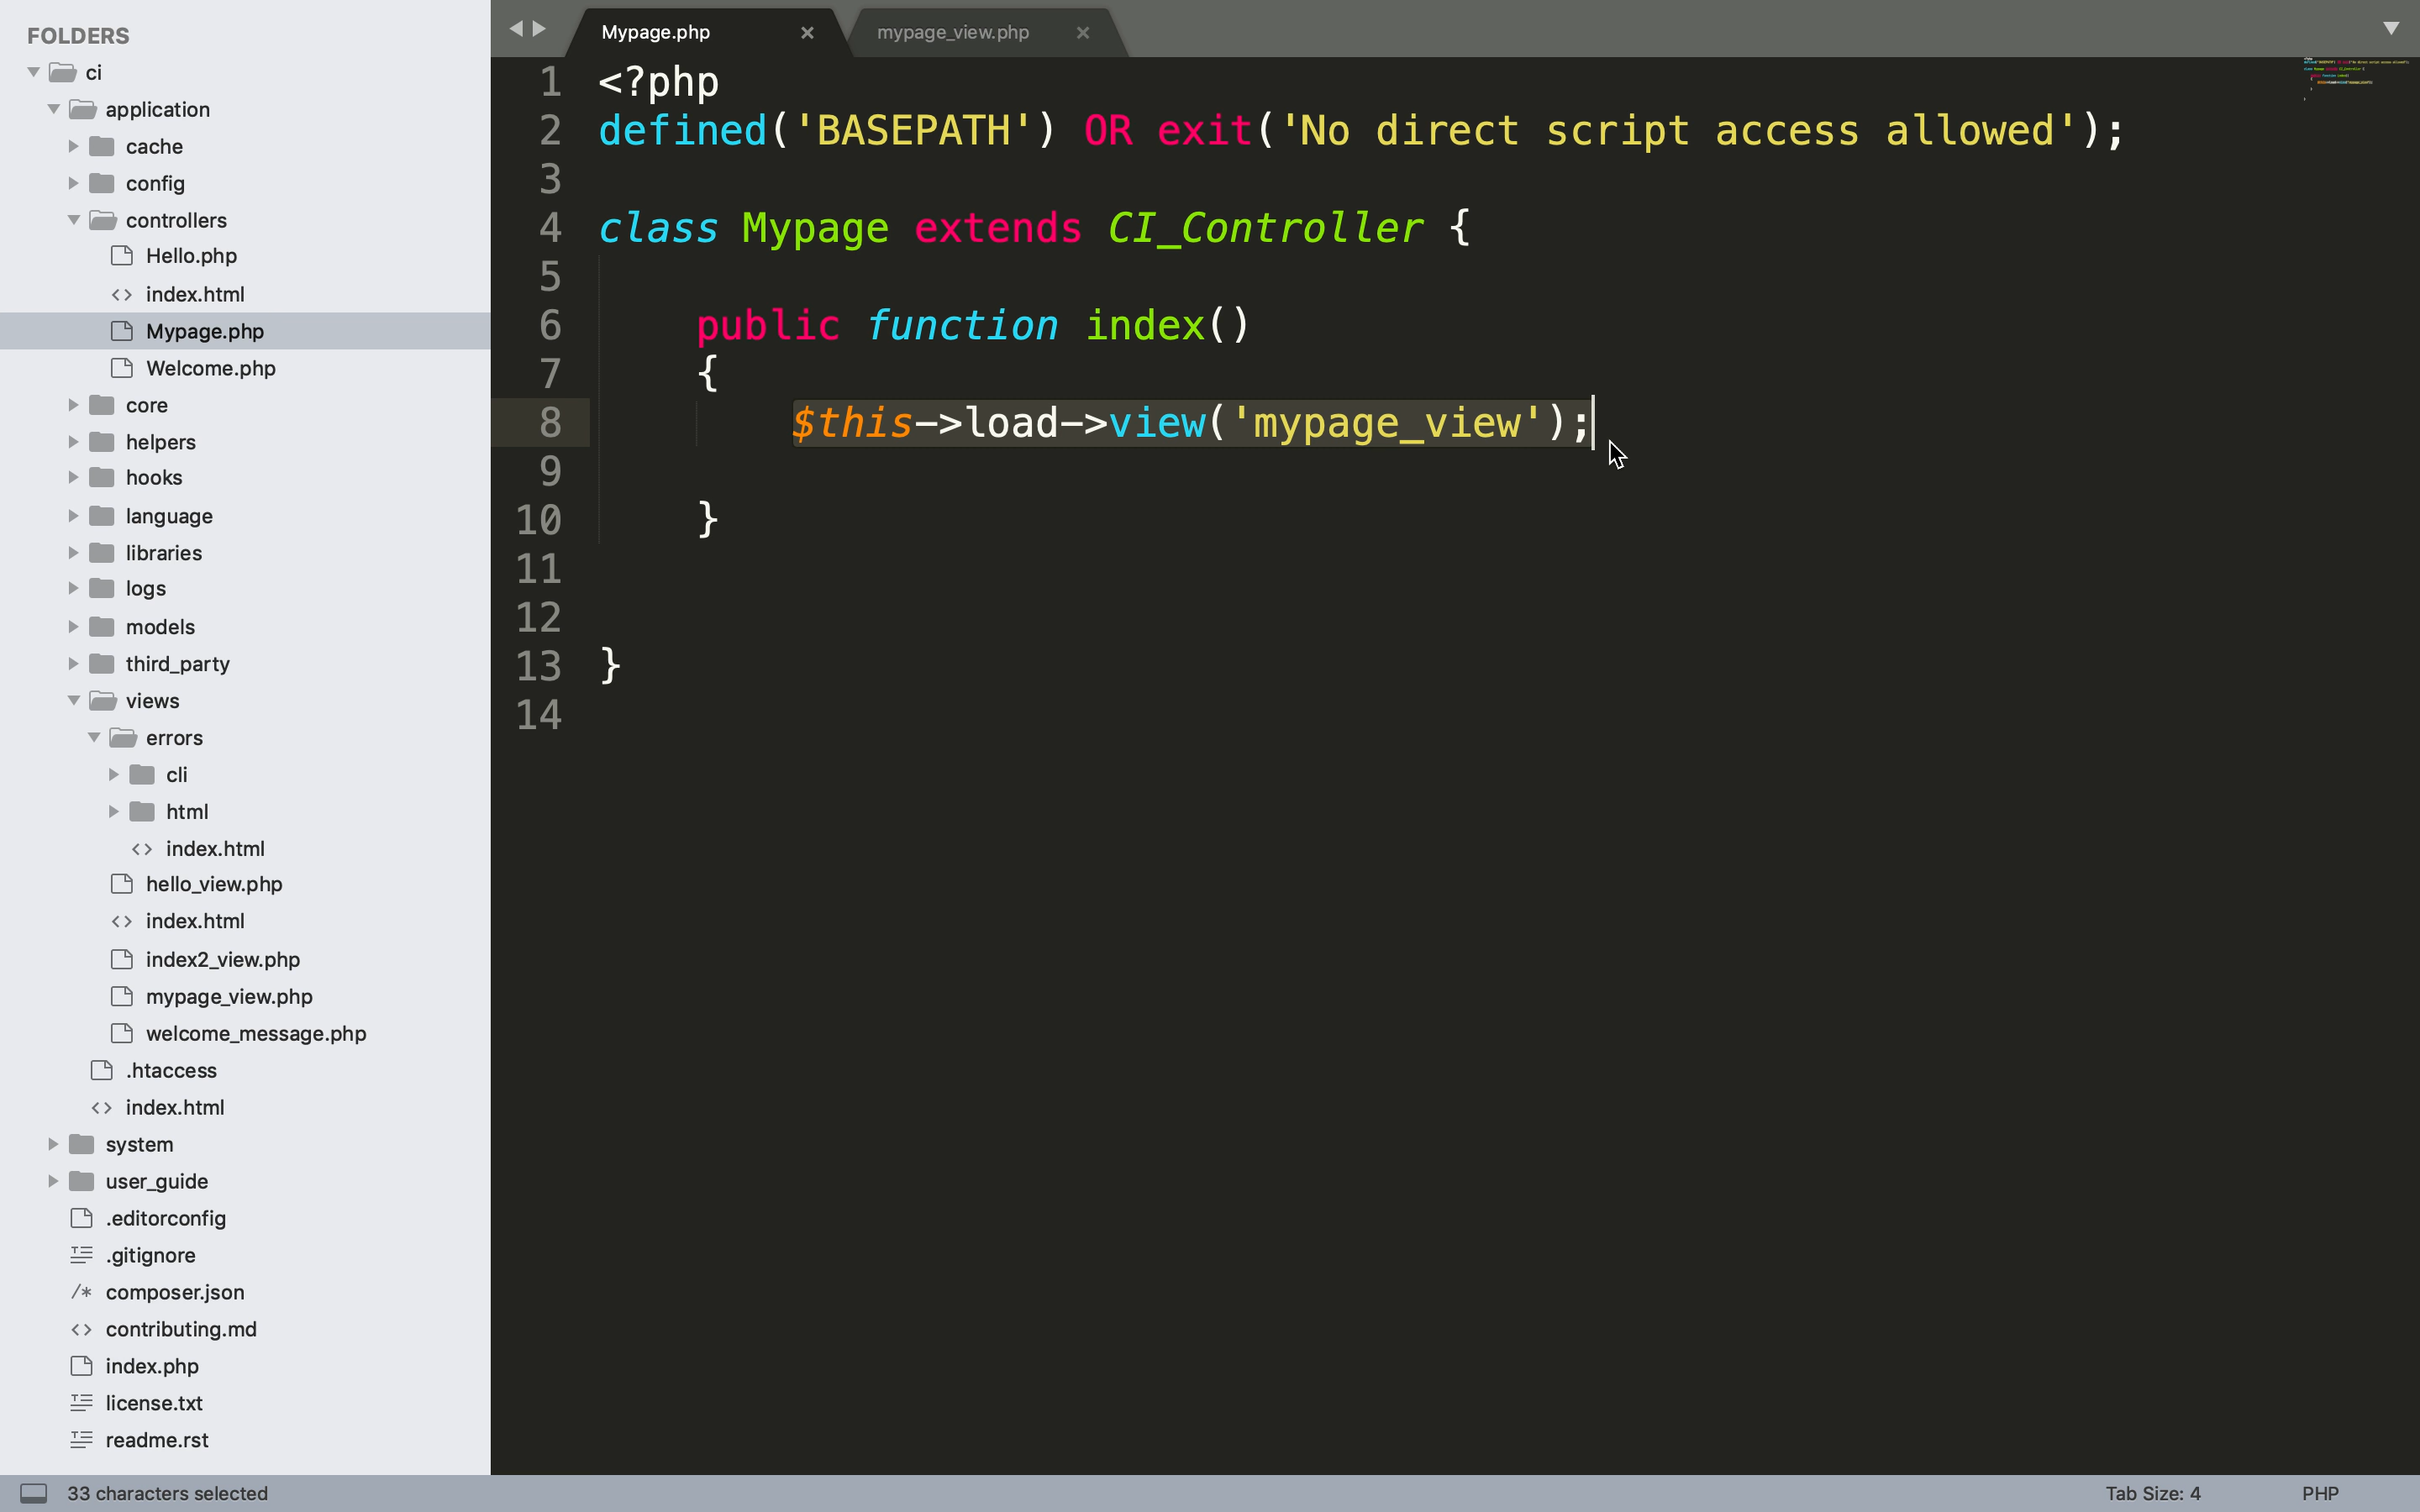 FOLDERS
ci
application
cache
config
controllers
Hello.php
index.html
Mypage.php
Welcome.php
core
helpers
hooks
language
libraries
logs
models
third_party
views
errors
cli
html
index.html
hello_view.php
index.html
index2_view.php
mypage_view.php
welcome_message.php
.htaccess
index.html
system
user_guide
.editorconfig
.gitignore
composer.json
contributing.md
index.php
license.txt
readme.rst
Mypage.php
mypage_view.php
1 <?php
2 defined('BASEPATH') OR exit('No direct script access allowed');
3
4 class Mypage extends CI_Controller {
5
6 public function index()
7 {
8 $this->load->view('mypage_view');
9
10 }
11
12
13 }
14
33 characters selected
Tab Size: 4
PHP